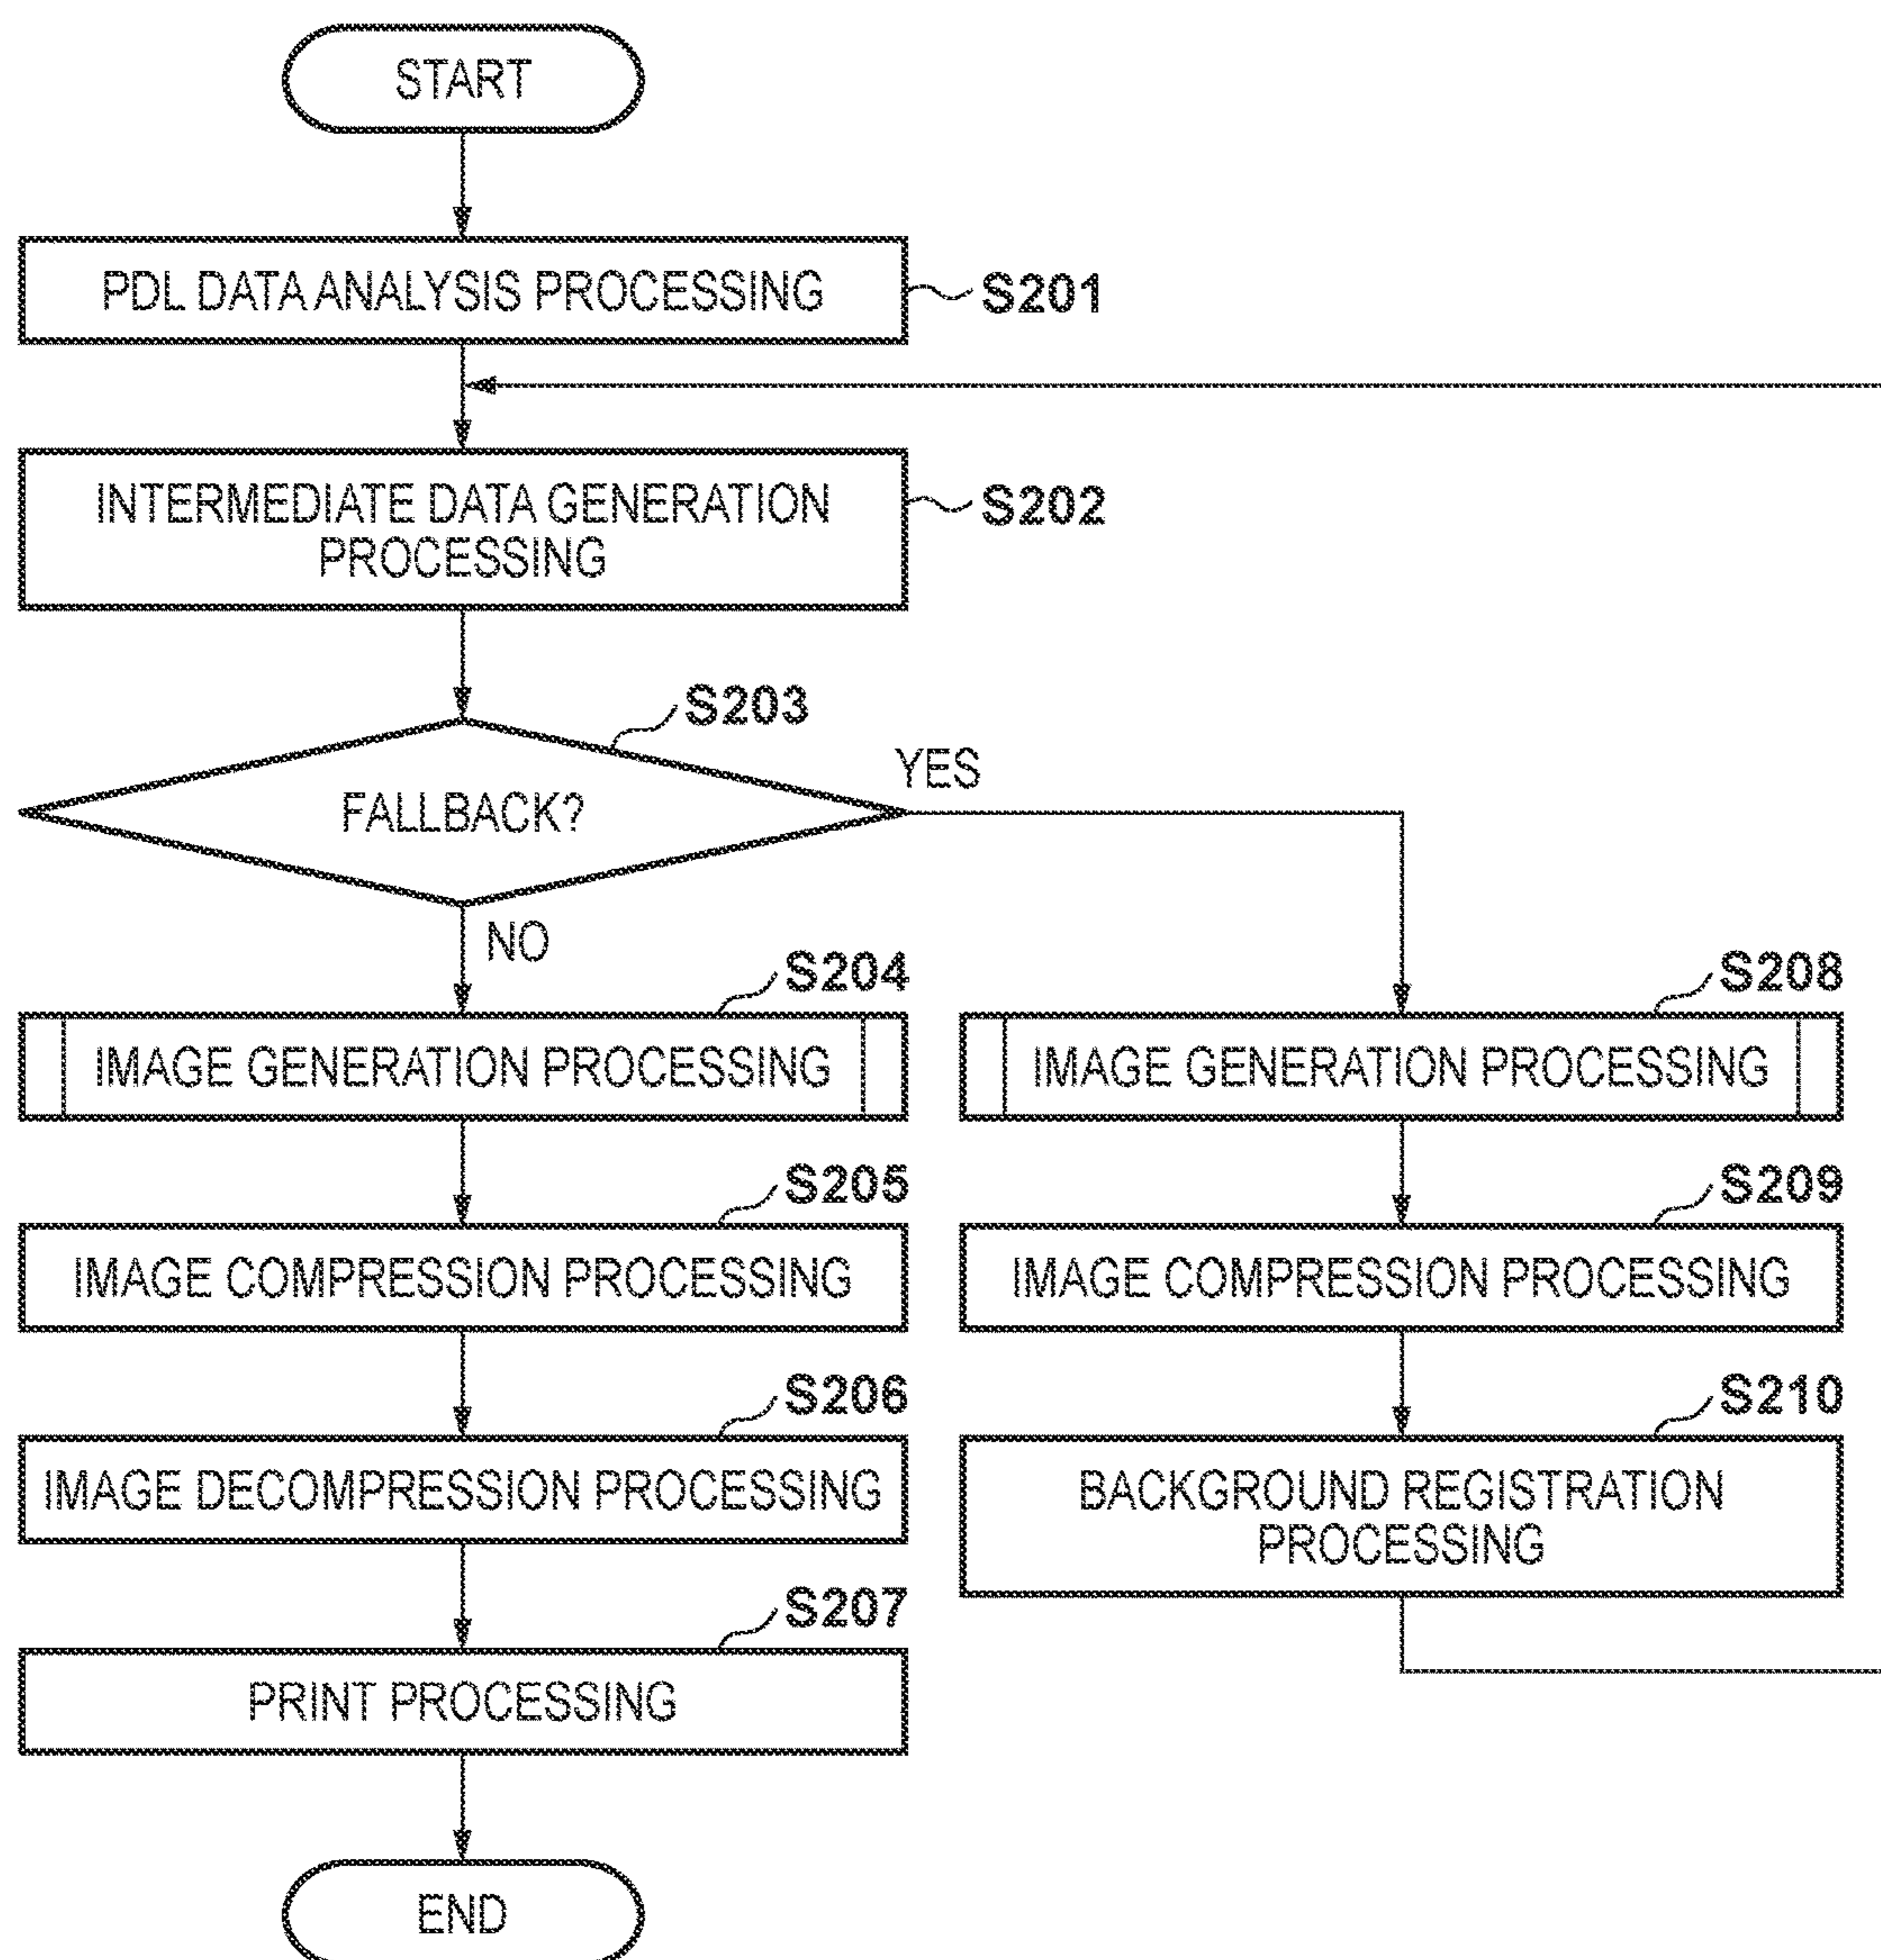 START
PDL DATA ANALYSIS PROCESSING
S201
INTERMEDIATE DATA GENERATION
PROCESSING
S202
S203
FALLBACK?
YES
NO
S204
IMAGE GENERATION PROCESSING
S205
IMAGE COMPRESSION PROCESSING
S206
IMAGE DECOMPRESSION PROCESSING
S207
PRINT PROCESSING
END
S208
IMAGE GENERATION PROCESSING
S209
IMAGE COMPRESSION PROCESSING
S210
BACKGROUND REGISTRATION
PROCESSING